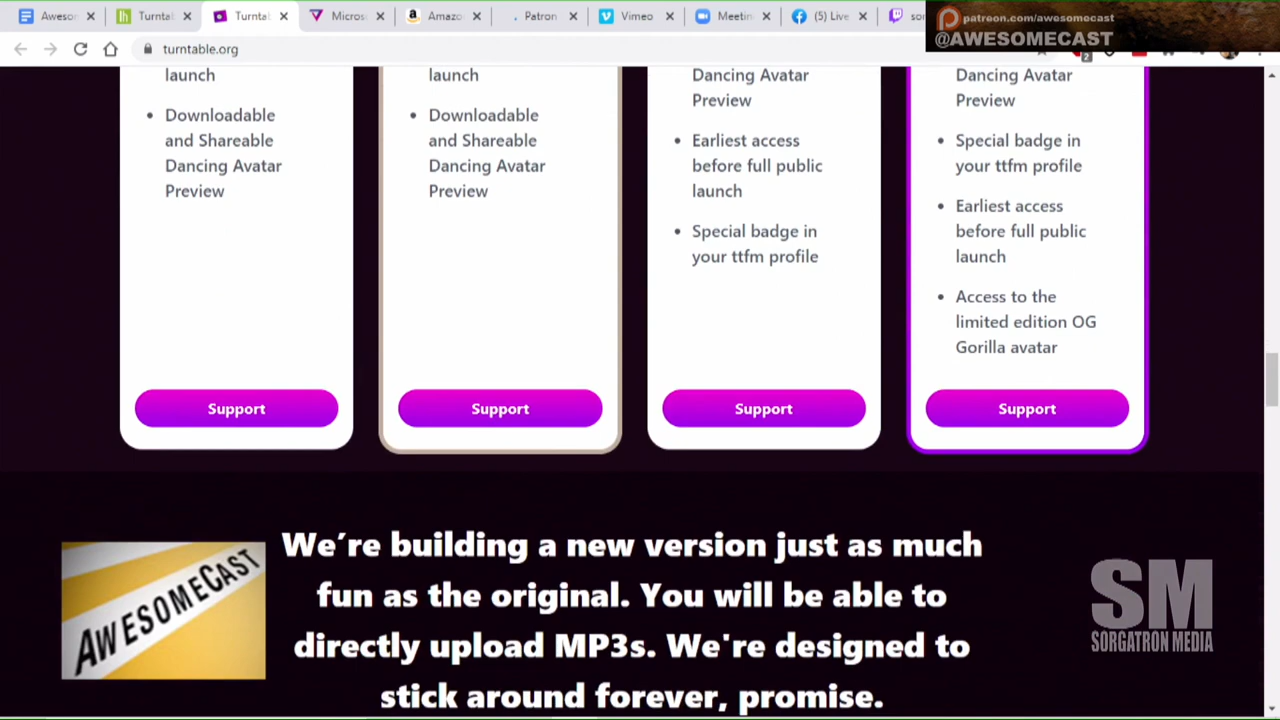 Awesor
Turntab
Turntal
Micros
Amazo
Patron
Vimeo
Meetin
(5) Live
sor
patreon.com/awesomecast
@AWESOMECAST
turntable.org
2
launch
Downloadable
and Shareable
Dancing Avatar
Preview
Support
launch
Downloadable
and Shareable
Dancing Avatar
Preview
Support
Dancing Avatar
Preview
Earliest access
before full public
launch
Special badge in
your ttfm profile
Support
Dancing Avatar
Preview
Special badge in
your ttfm profile
Earliest access
before full public
launch
Access to the
limited edition OG
Gorilla avatar
Support
AWESOMECAST
We’re building a new version just as much
fun as the original. You will be able to
directly upload MP3s. We're designed to
stick around forever, promise.
SM
SORGATRON MEDIA